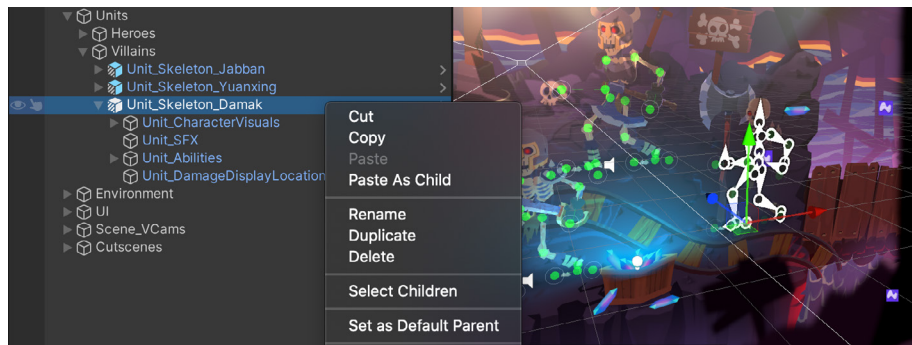 Units
Heroes
Villains
Unit_Skeleton_Jabban
Unit_Skeleton_Yuanxing
Unit_Skeleton_Damak
Unit_CharacterVisuals
Unit_SFX
Unit_Abilities
Unit_DamageDisplayLocation
Environment
UI
Scene_VCams
Cutscenes
Cut
Copy
Paste
Paste As Child
Rename
Duplicate
Delete
Select Children
Set as Default Parent